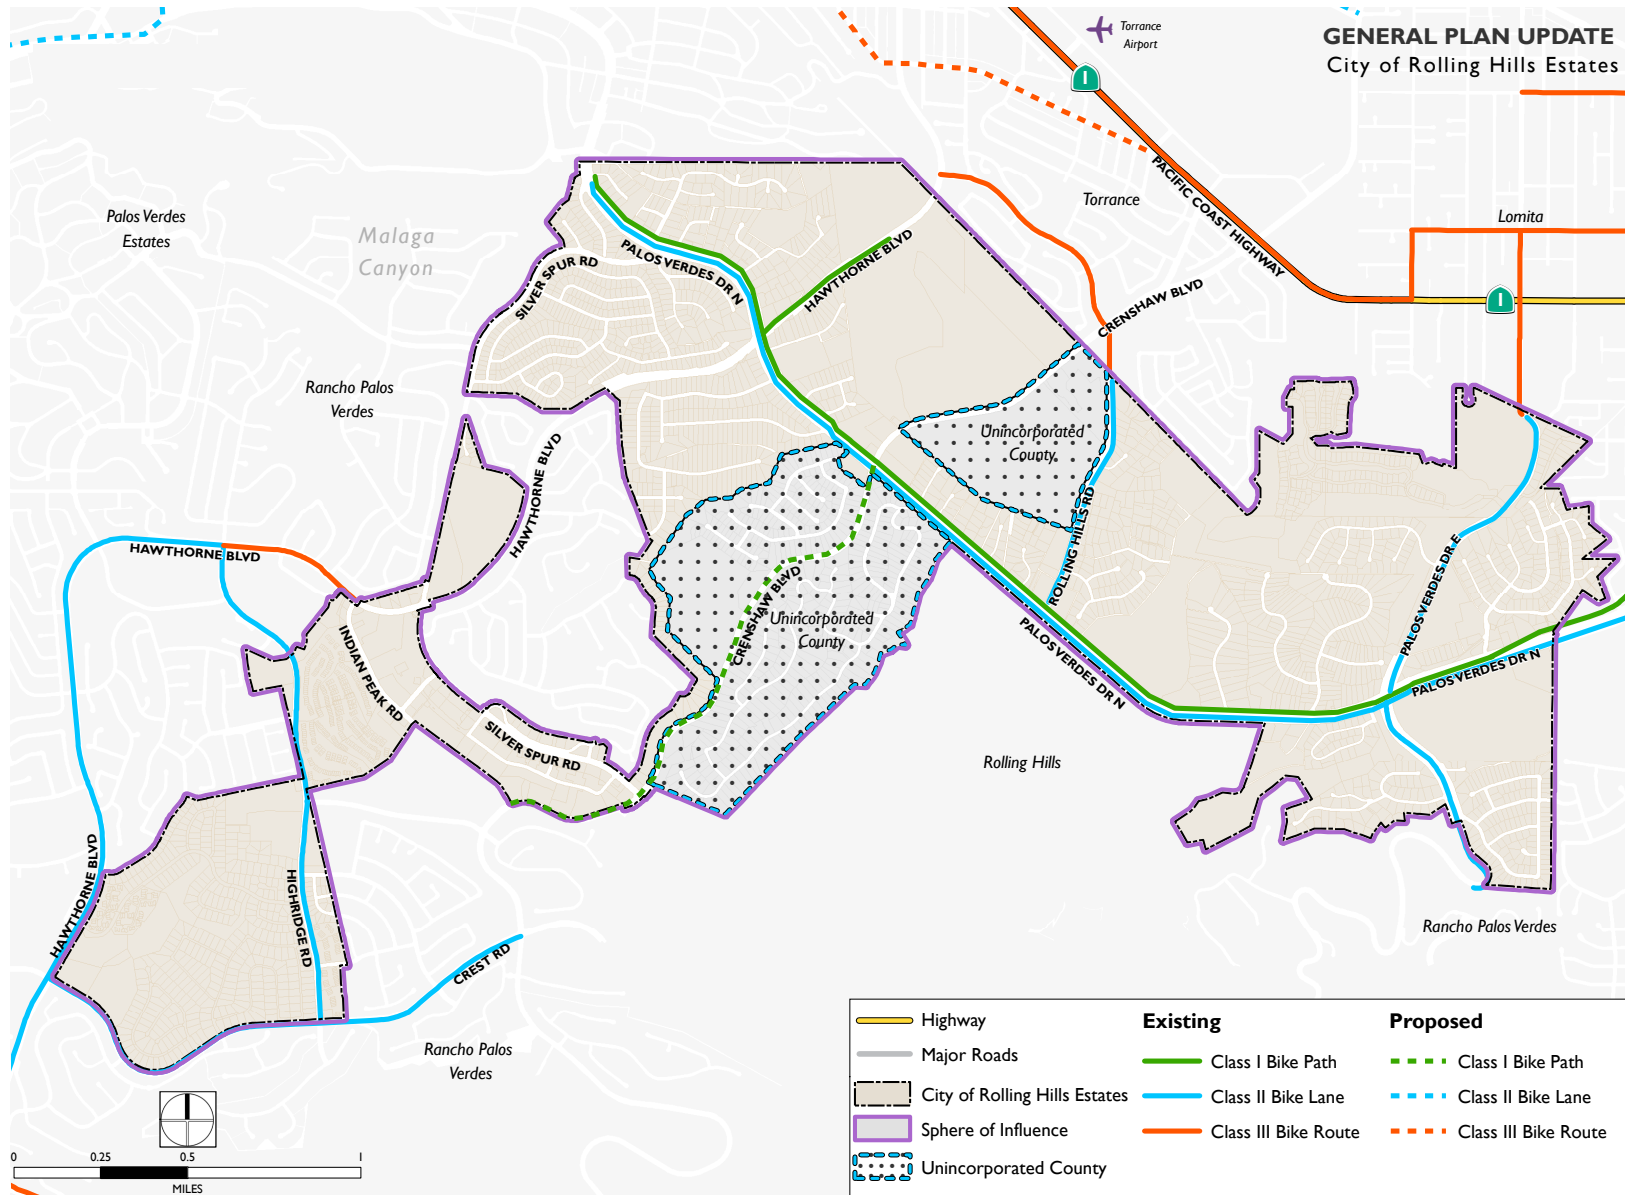 GENERAL PLAN UPDATE
City of Rolling Hills Estates
Torrance
Airport
1
PACIFIC COAST HIGHWAY
Torrance
Lomita
1
Palos Verdes
Estates
Malaga
Canyon
SILVER SPUR RD
PALOS VERDES DR N
HAWTHORNE BLVD
CRENSHAW BLVD
Rancho Palos
Verdes
HAWTHORNE BLVD
Unincorporated
County
ROLLING HILLS RD
HAWTHORNE BLVD
CRENSHAW BLVD
Unincorporated
County
PALOS VERDES DR E
INDIAN PEAK RD
PALOS VERDES DR N
PALOS VERDES DR N
SILVER SPUR RD
Rolling Hills
HAWTHORNE BLVD
HIGHRIDGE RD
CREST RD
Rancho Palos Verdes
Rancho Palos
Verdes
Highway
Major Roads
City of Rolling Hills Estates
Sphere of Influence
Unincorporated County
Existing
Class I Bike Path
Class II Bike Lane
Class III Bike Route
Proposed
Class I Bike Path
Class II Bike Lane
Class III Bike Route
0 0.25 0.5 1
MILES